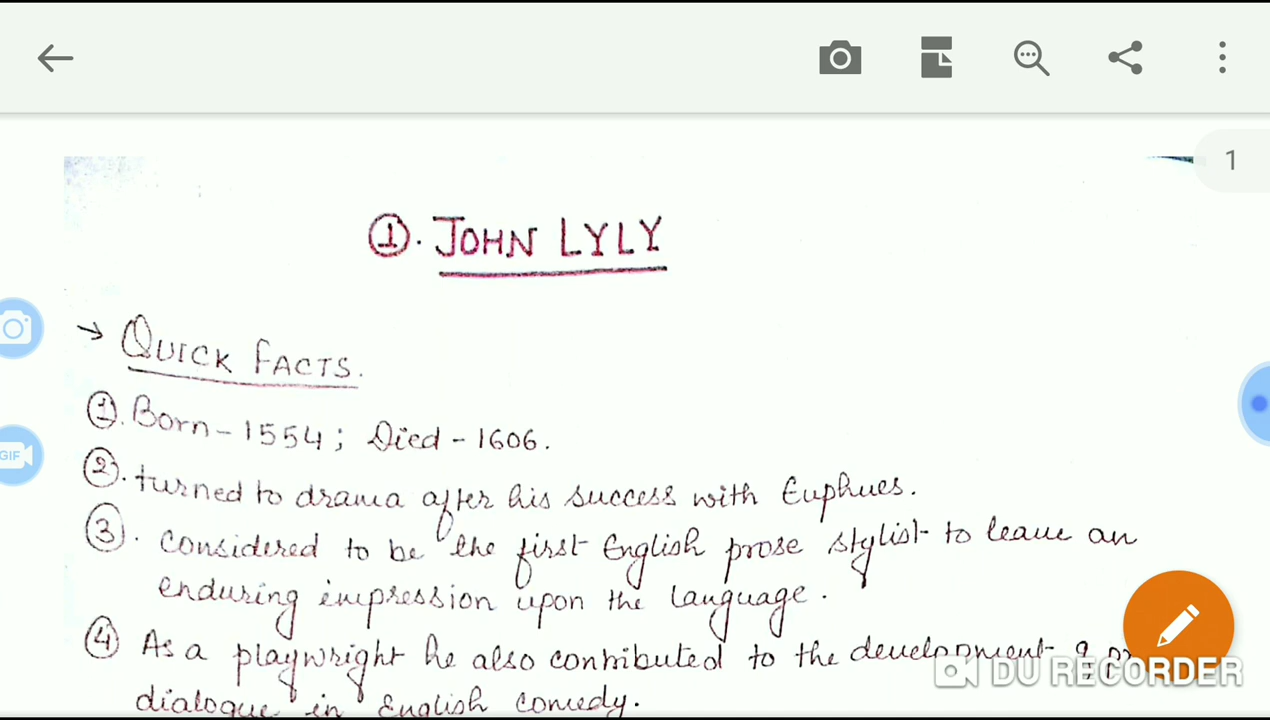 1
①. JOHN LYLY
→ QUICK FACTS.
①. Born - 1554; Died - 1606.
②. turned to drama after his success with Euphues.
③. considered to be the first English prose stylist to leave an
enduring impression upon the language.
④ As a playwright he also contributed to the development
dialogue in English comedy.
GIF
DU RECORDER